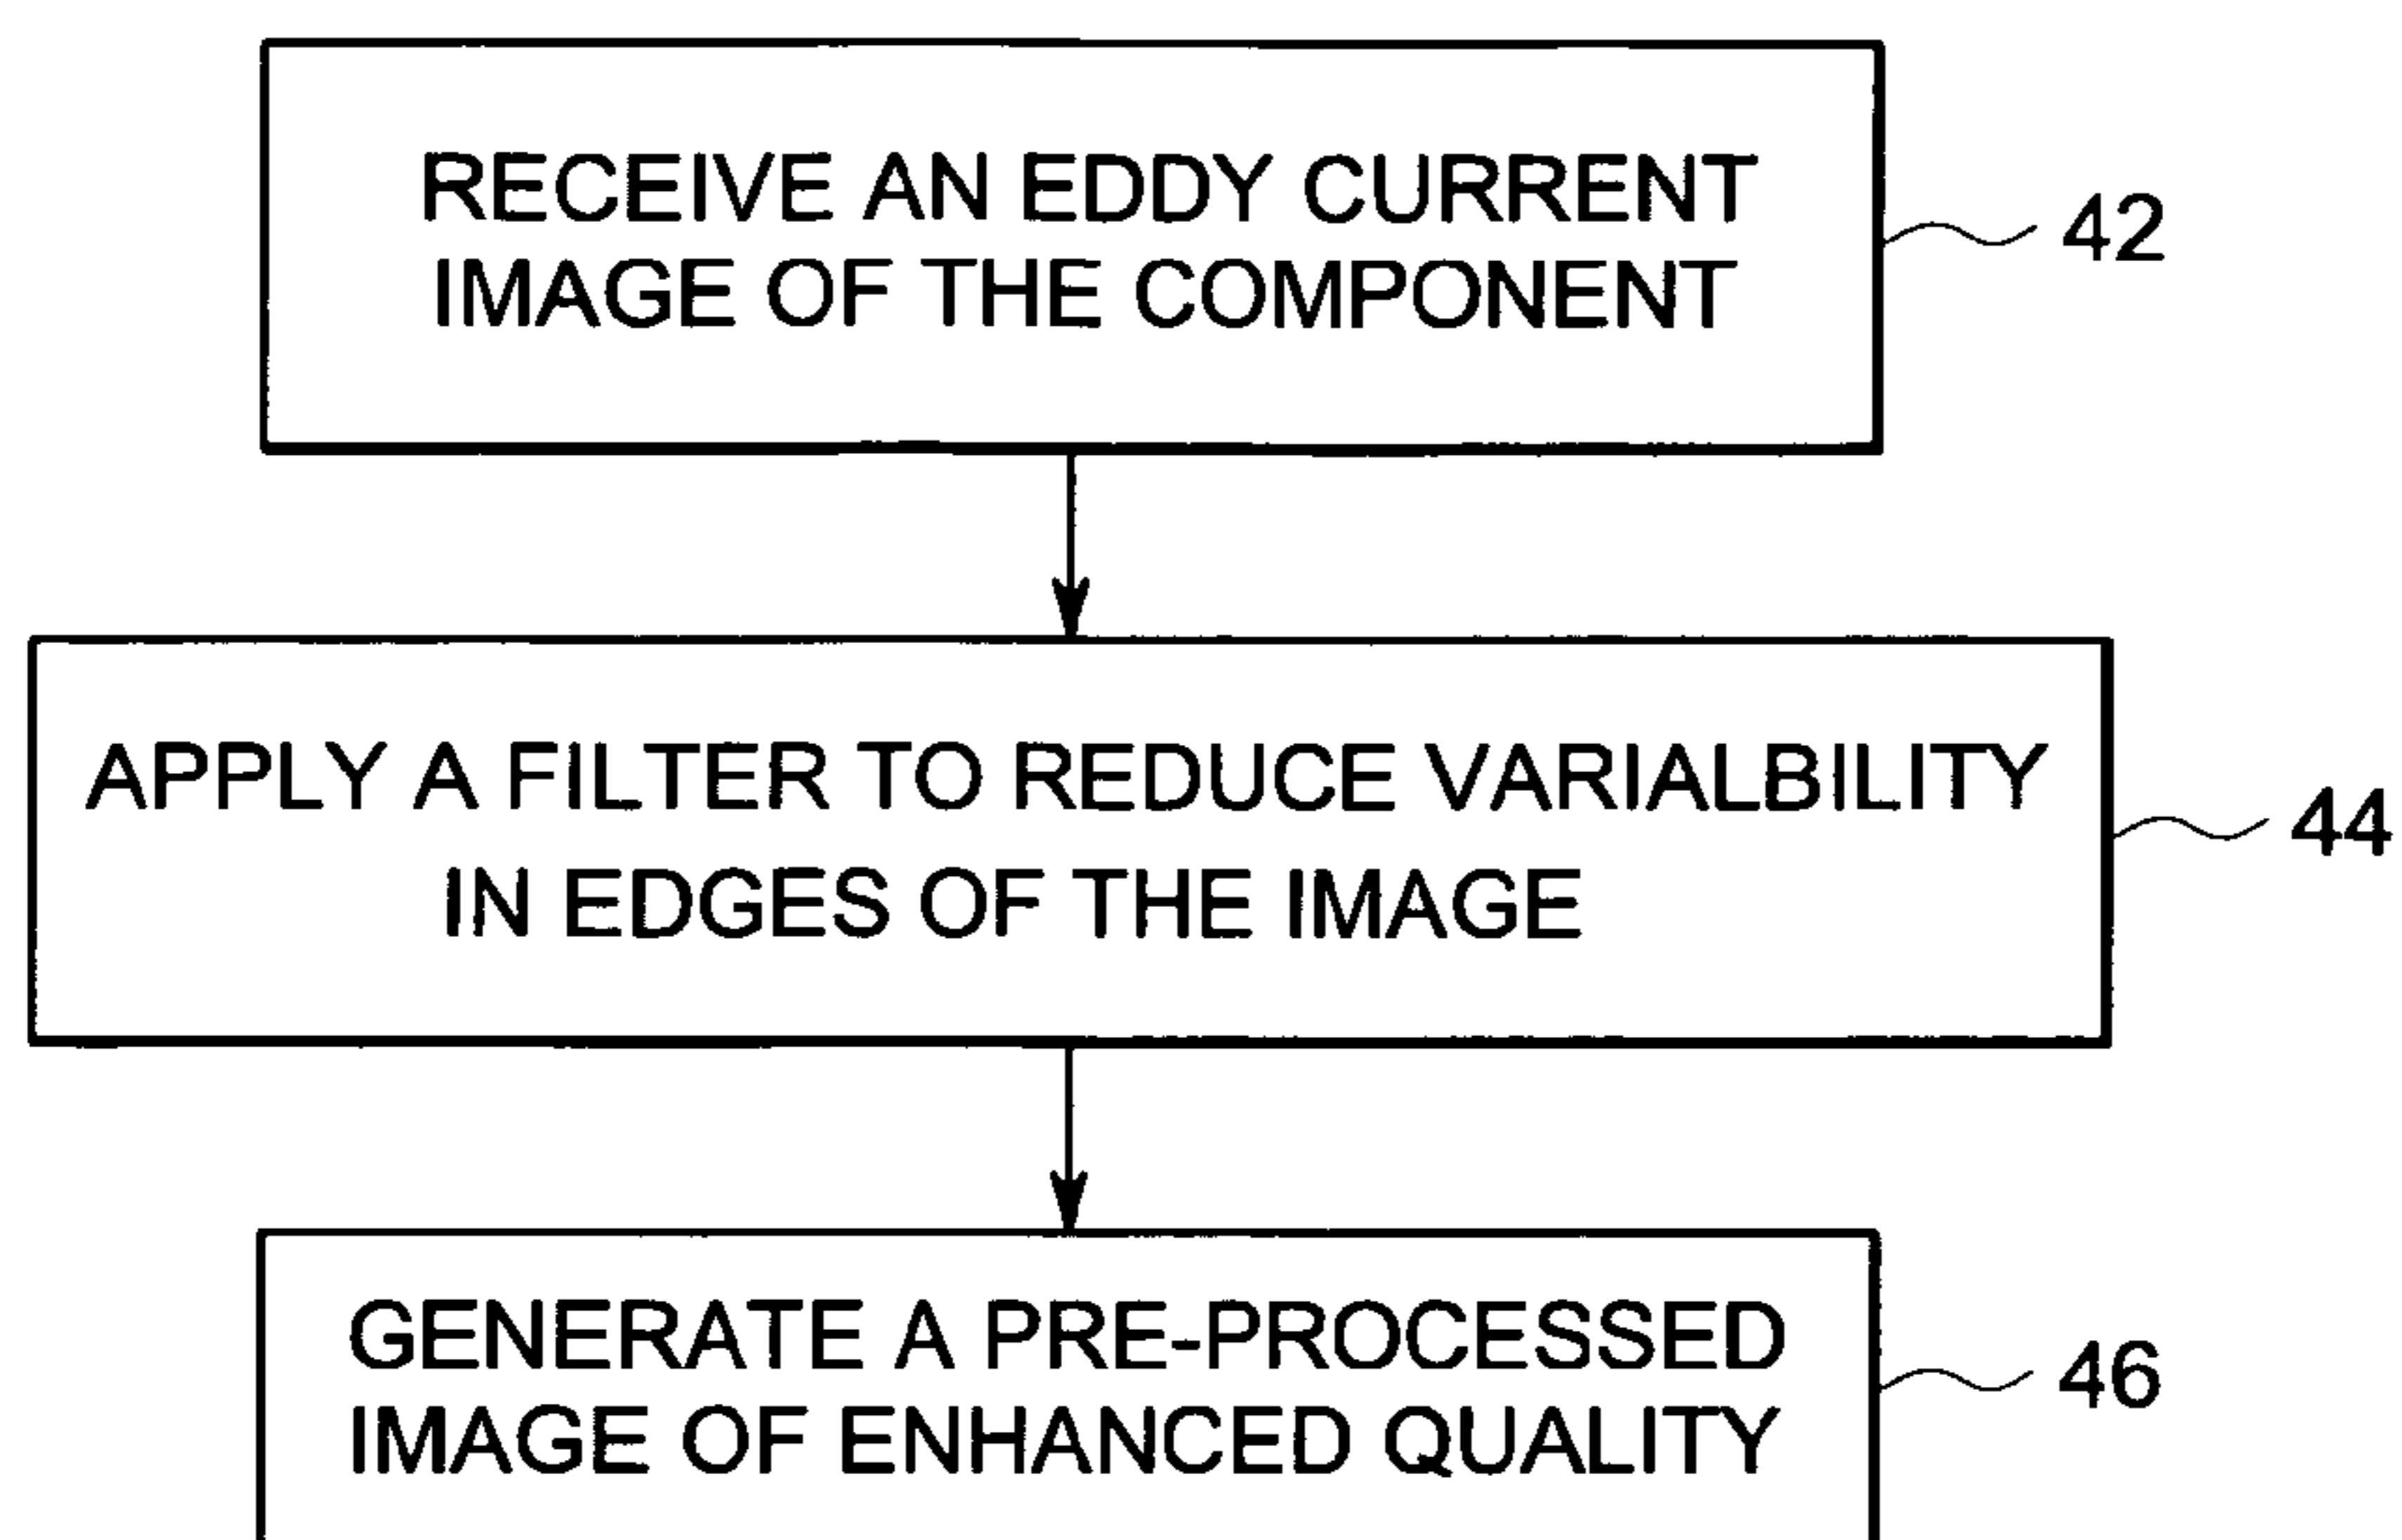 RECEIVE AN EDDY CURRENT
IMAGE OF THE COMPONENT
42
APPLY A FILTER TO REDUCE VARIALBILITY
IN EDGES OF THE IMAGE
44
GENERATE A PRE-PROCESSED
IMAGE OF ENHANCED QUALITY
46